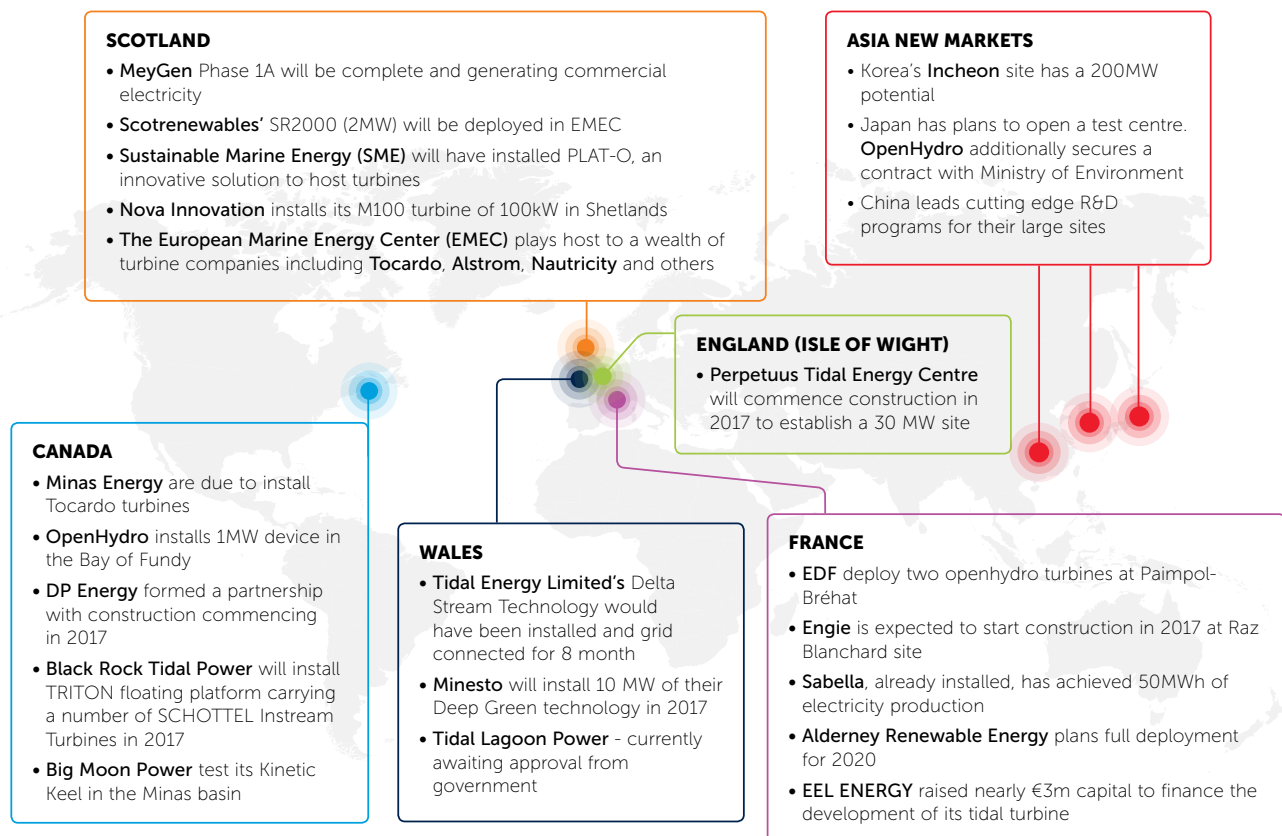 SCOTLAND
• MeyGen Phase 1A will be complete and generating commercial
electricity
• Scotrenewables' SR2000 (2MW) will be deployed in EMEC
• Sustainable Marine Energy (SME) will have installed PLAT-O, an
innovative solution to host turbines
• Nova Innovation installs its M100 turbine of 100kW in Shetlands
• The European Marine Energy Center (EMEC) plays host to a wealth of
turbine companies including Tocardo, Alstrom, Nautricity and others
ASIA NEW MARKETS
• Korea's Incheon site has a 200MW
potential
• Japan has plans to open a test centre.
OpenHydro additionally secures a
contract with Ministry of Environment
• China leads cutting edge R&D
programs for their large sites
ENGLAND (ISLE OF WIGHT)
• Perpetuus Tidal Energy Centre
will commence construction in
2017 to establish a 30 MW site
CANADA
• Minas Energy are due to install
Tocardo turbines
• OpenHydro installs 1MW device in
the Bay of Fundy
• DP Energy formed a partnership
with construction commencing
in 2017
• Black Rock Tidal Power will install
TRITON floating platform carrying
a number of SCHOTTEL Instream
Turbines in 2017
• Big Moon Power test its Kinetic
Keel in the Minas basin
WALES
• Tidal Energy Limited's Delta
Stream Technology would
have been installed and grid
connected for 8 month
• Minesto will install 10 MW of their
Deep Green technology in 2017
• Tidal Lagoon Power - currently
awaiting approval from
government
FRANCE
• EDF deploy two openhydro turbines at Paimpol-
Bréhat
• Engie is expected to start construction in 2017 at Raz
Blanchard site
• Sabella, already installed, has achieved 50MWh of
electricity production
• Alderney Renewable Energy plans full deployment
for 2020
• EEL ENERGY raised nearly €3m capital to finance the
development of its tidal turbine